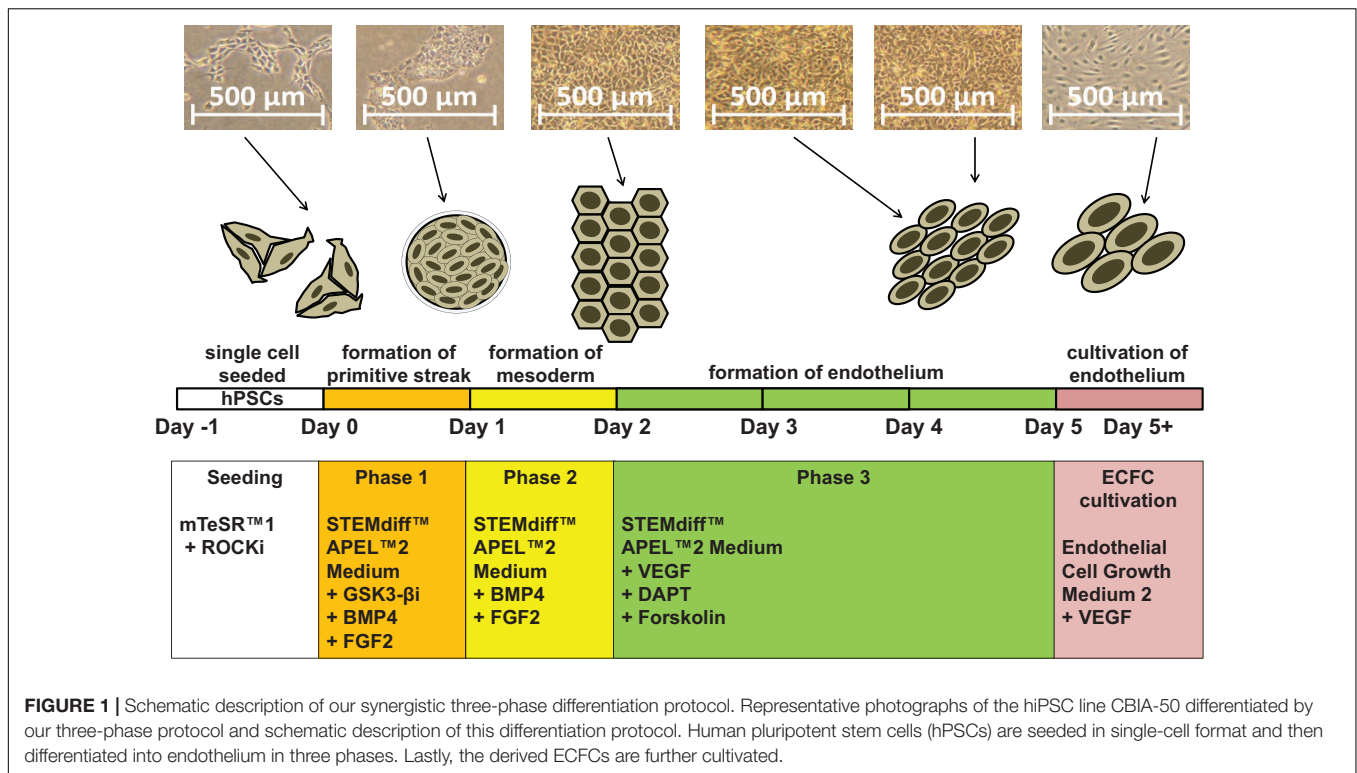 500 µm
500 µm
500 µm
500 µm
500 µm
500 µm
single cell
seeded
hPSCs
formation of
primitive streak
formation of
mesoderm
formation of endothelium
cultivation of
endothelium
Day -1
Day 0
Day 1
Day 2
Day 3
Day 4
Day 5
Day 5+
Seeding
mTeSR™1
+ ROCKi
Phase 1
STEMdiff™
APEL™2
Medium
+ GSK3-βi
+ BMP4
+ FGF2
Phase 2
STEMdiff™
APEL™2
Medium
+ BMP4
+ FGF2
Phase 3
STEMdiff™
APEL™2 Medium
+ VEGF
+ DAPT
+ Forskolin
ECFC
cultivation
Endothelial
Cell Growth
Medium 2
+ VEGF
FIGURE 1 | Schematic description of our synergistic three-phase differentiation protocol. Representative photographs of the hiPSC line CBIA-50 differentiated by
our three-phase protocol and schematic description of this differentiation protocol. Human pluripotent stem cells (hPSCs) are seeded in single-cell format and then
differentiated into endothelium in three phases. Lastly, the derived ECFCs are further cultivated.